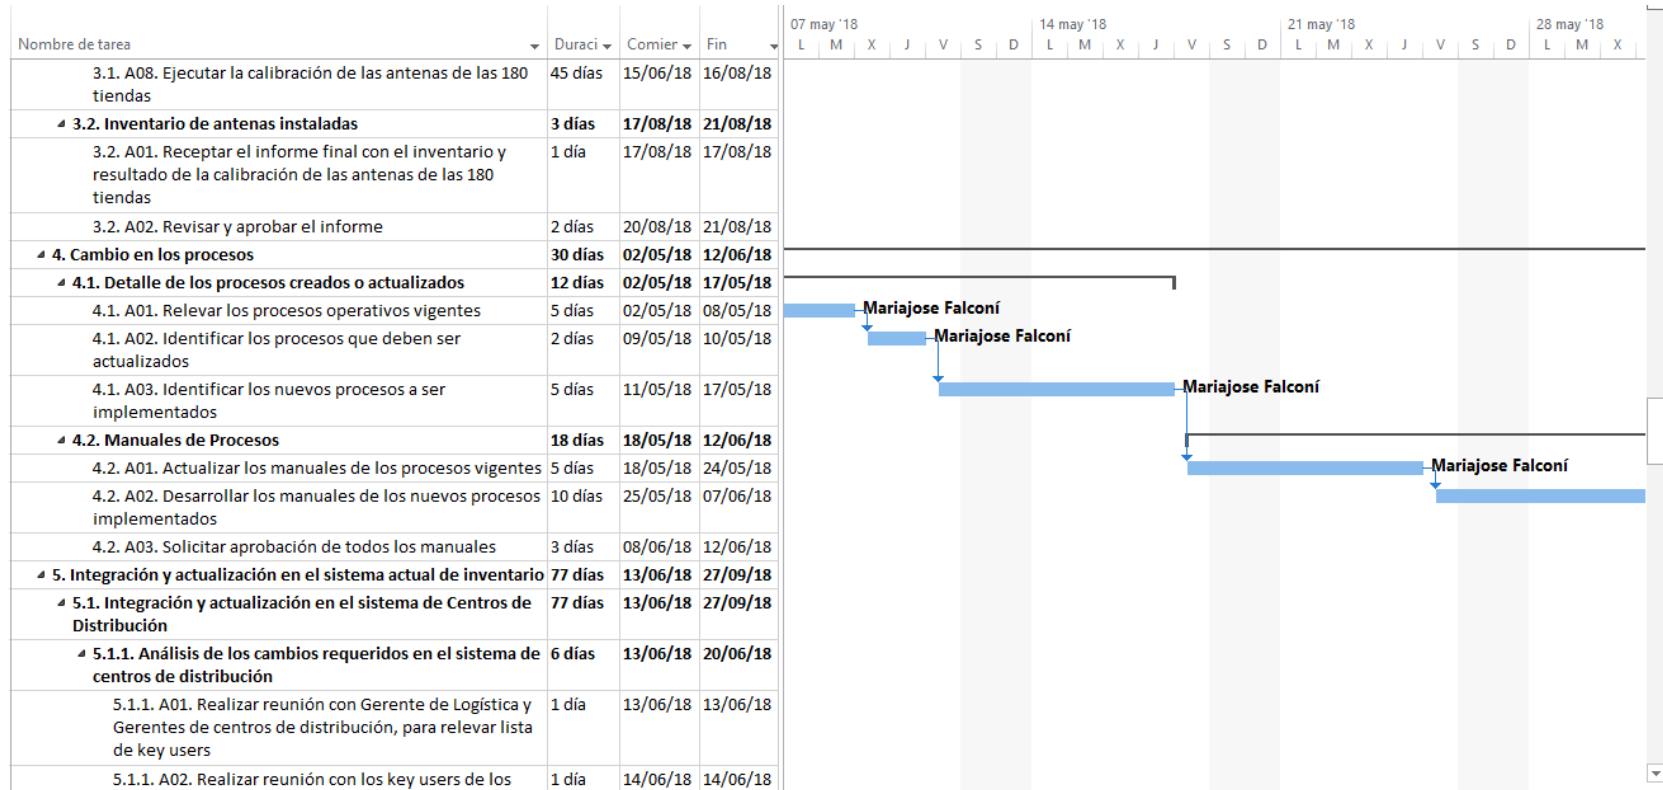 07 may '18 14 may '18 21 may '18 28 may '18
Nombre de tarea Duraci Comier Fin L M X J V S D L M X J V S D L M X J V S D L M X
3.1. A08. Ejecutar la calibración de las antenas de las 180 45 días 15/06/18 16/08/18
tiendas
3.2. Inventario de antenas instaladas 3 días 17/08/18 21/08/18
3.2. A01. Receptar el informe final con el inventario y 1 día 17/08/18 17/08/18
resultado de la calibración de las antenas de las 180
tiendas
3.2. A02. Revisar y aprobar el informe 2 días 20/08/18 21/08/18
4. Cambio en los procesos 30 días 02/05/18 12/06/18
4.1. Detalle de los procesos creados o actualizados 12 días 02/05/18 17/05/18
4.1. A01. Relevar los procesos operativos vigentes 5 días 02/05/18 08/05/18 Mariajose Falconí
4.1. A02. Identificar los procesos que deben ser 2 días 09/05/18 10/05/18 Mariajose Falconí
actualizados
4.1. A03. Identificar los nuevos procesos a ser 5 días 11/05/18 17/05/18 Mariajose Falconí
implementados
4.2. Manuales de Procesos 18 días 18/05/18 12/06/18
4.2. A01. Actualizar los manuales de los procesos vigentes 5 días 18/05/18 24/05/18 Mariajose Falconí
4.2. A02. Desarrollar los manuales de los nuevos procesos 10 días 25/05/18 07/06/18
implementados
4.2. A03. Solicitar aprobación de todos los manuales 3 días 08/06/18 12/06/18
5. Integración y actualización en el sistema actual de inventario 77 días 13/06/18 27/09/18
5.1. Integración y actualización en el sistema de Centros de 77 días 13/06/18 27/09/18
Distribución
5.1.1. Análisis de los cambios requeridos en el sistema de 6 días 13/06/18 20/06/18
centros de distribución
5.1.1. A01. Realizar reunión con Gerente de Logística y 1 día 13/06/18 13/06/18
Gerentes de centros de distribución, para relevar lista
de key users
5.1.1. A02. Realizar reunión con los key users de los 1 día 14/06/18 14/06/18